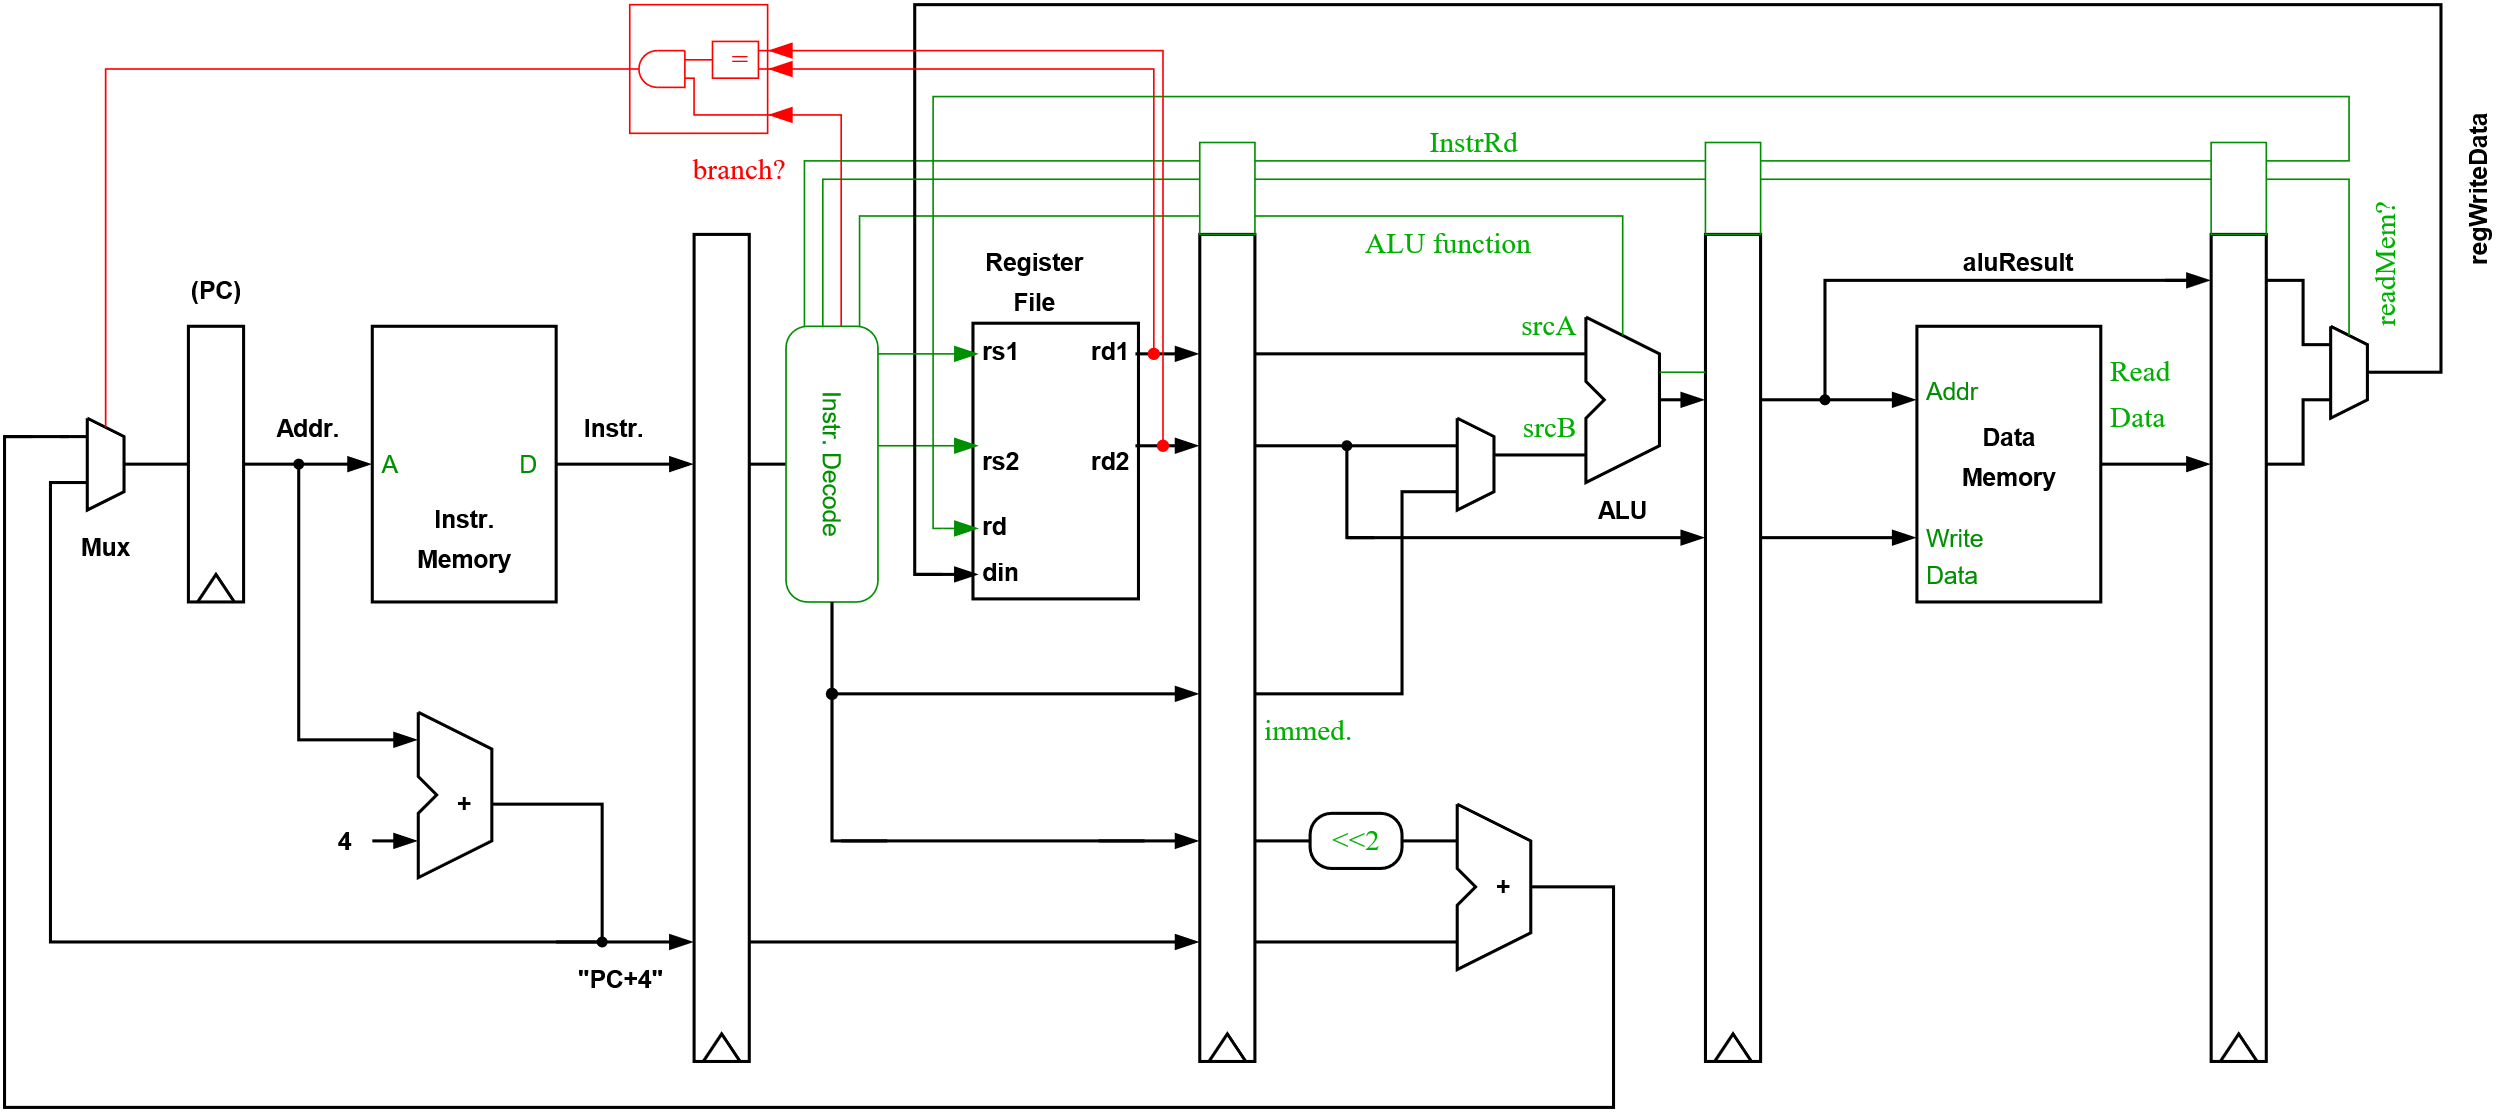 =
branch?
InstrRd
ALU function
regWriteData
readMem?
(PC)
Register
File
aluResult
srcA
srcB
rs1
rd1
rs2
rd2
rd
din
Instr. Decode
Addr.
Instr.
A
D
Instr.
Memory
Mux
ALU
Addr
Data
Memory
Write
Data
Read
Data
immed.
+
4
<<2
+
"PC+4"